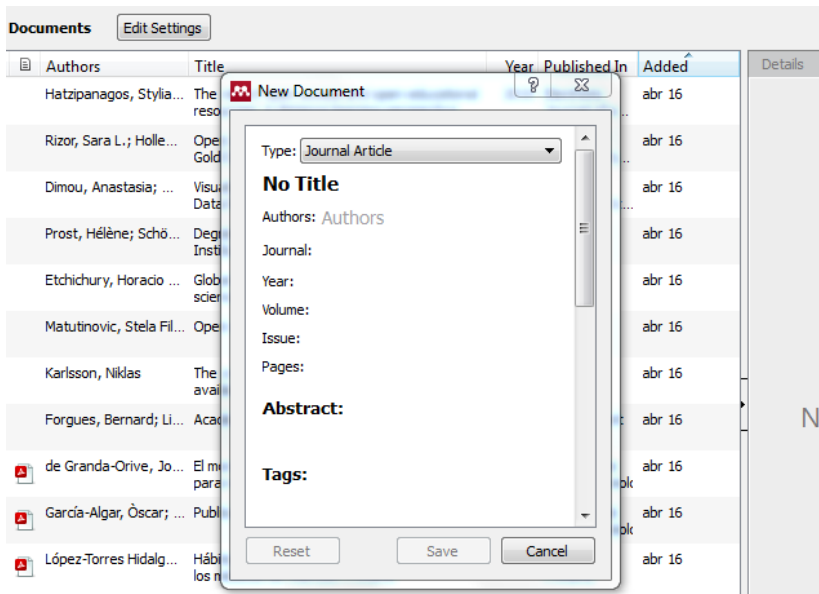 Documents Edit Settings
Authors Title Year Published In Added Details
New Document
Type: Journal Article
No Title
Authors: Authors
Journal:
Year:
Volume:
Issue:
Pages:
Abstract:
Tags:
Reset Save Cancel
Hatzipanagos, Stylia... The abr 16
reso
Rizor, Sara L.; Holle... Ope abr 16
Gold
Dimou, Anastasia; ... Visu abr 16
Data
Prost, Hélène; Schö... Degr abr 16
Insti
Etchichury, Horacio ... Glob abr 16
scien
Matutinovic, Stela Fil... Ope abr 16
Karlsson, Niklas The abr 16
avai
Forgues, Bernard; Li... Acad abr 16
N
de Granda-Orive, Jo... El m abr 16
para
García-Algar, Òscar; ... Publ abr 16
López-Torres Hidalg... Hábi abr 16
los m